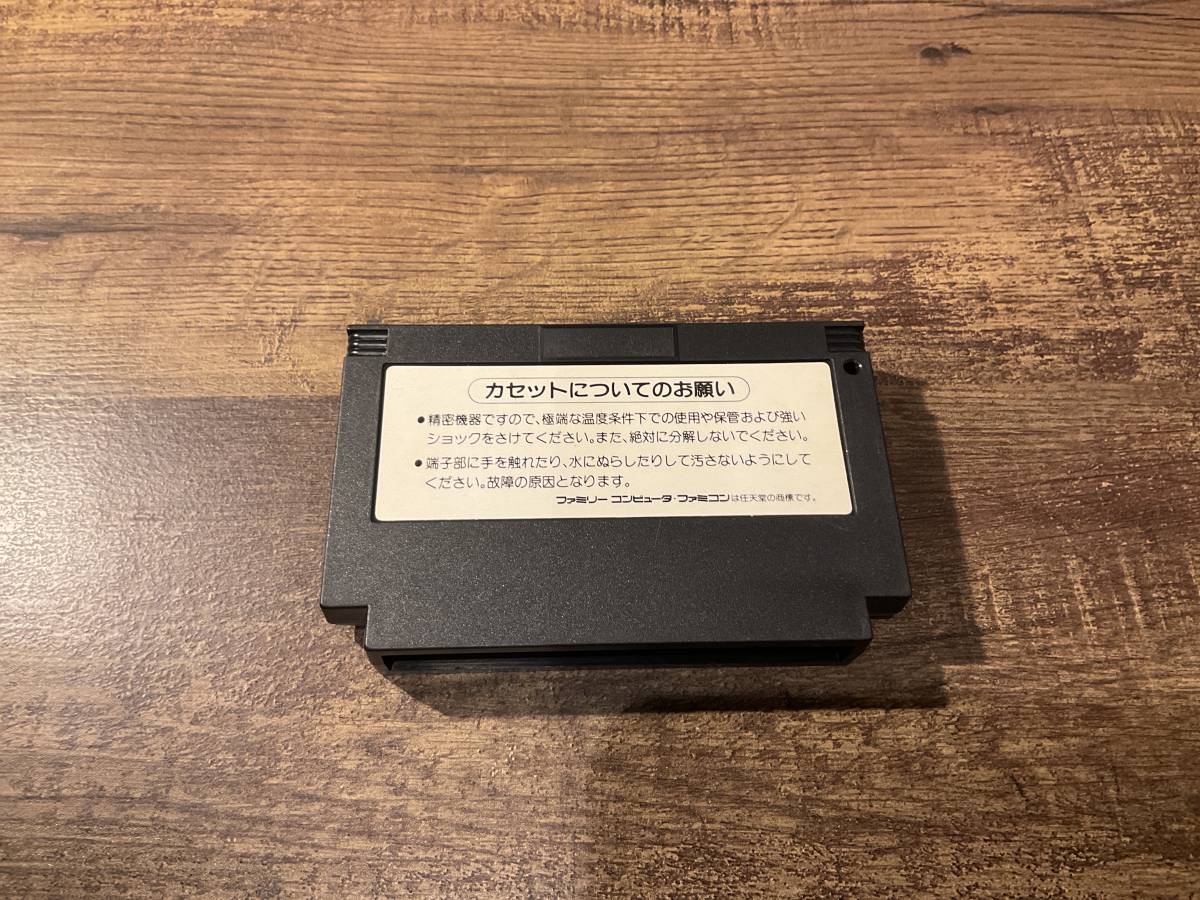 カセットについてのお願い
●精密機器ですので、極端な温度条件下での使用や保管および強い
ショックをさけてください。また、絶対に分解しないでください。
●端子部に手を触れたり、水にぬらしたりして汚さないようにして
ください。故障の原因となります。
ファミリーコンピュータ・ファミコンは任天堂の商標です。